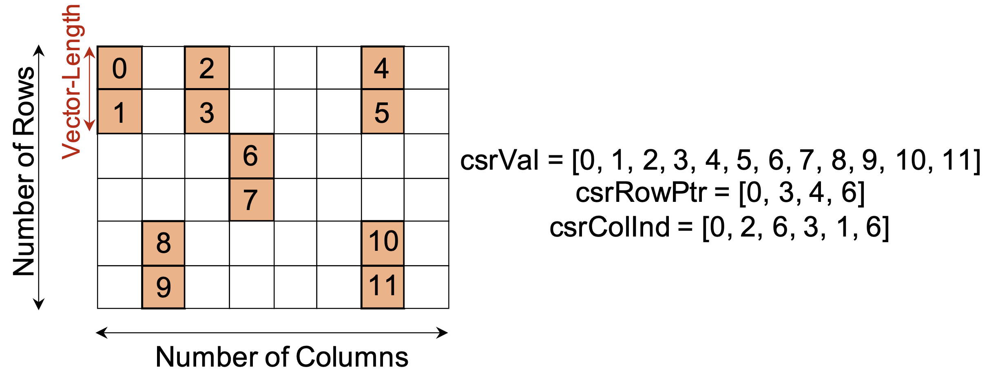 Number of Rows
Vector-Length
0 2 4
1 3 5
6
7
8 10
9 11
Number of Columns
csrVal = [0, 1, 2, 3, 4, 5, 6, 7, 8, 9, 10, 11]
csrRowPtr = [0, 3, 4, 6]
csrColInd = [0, 2, 6, 3, 1, 6]